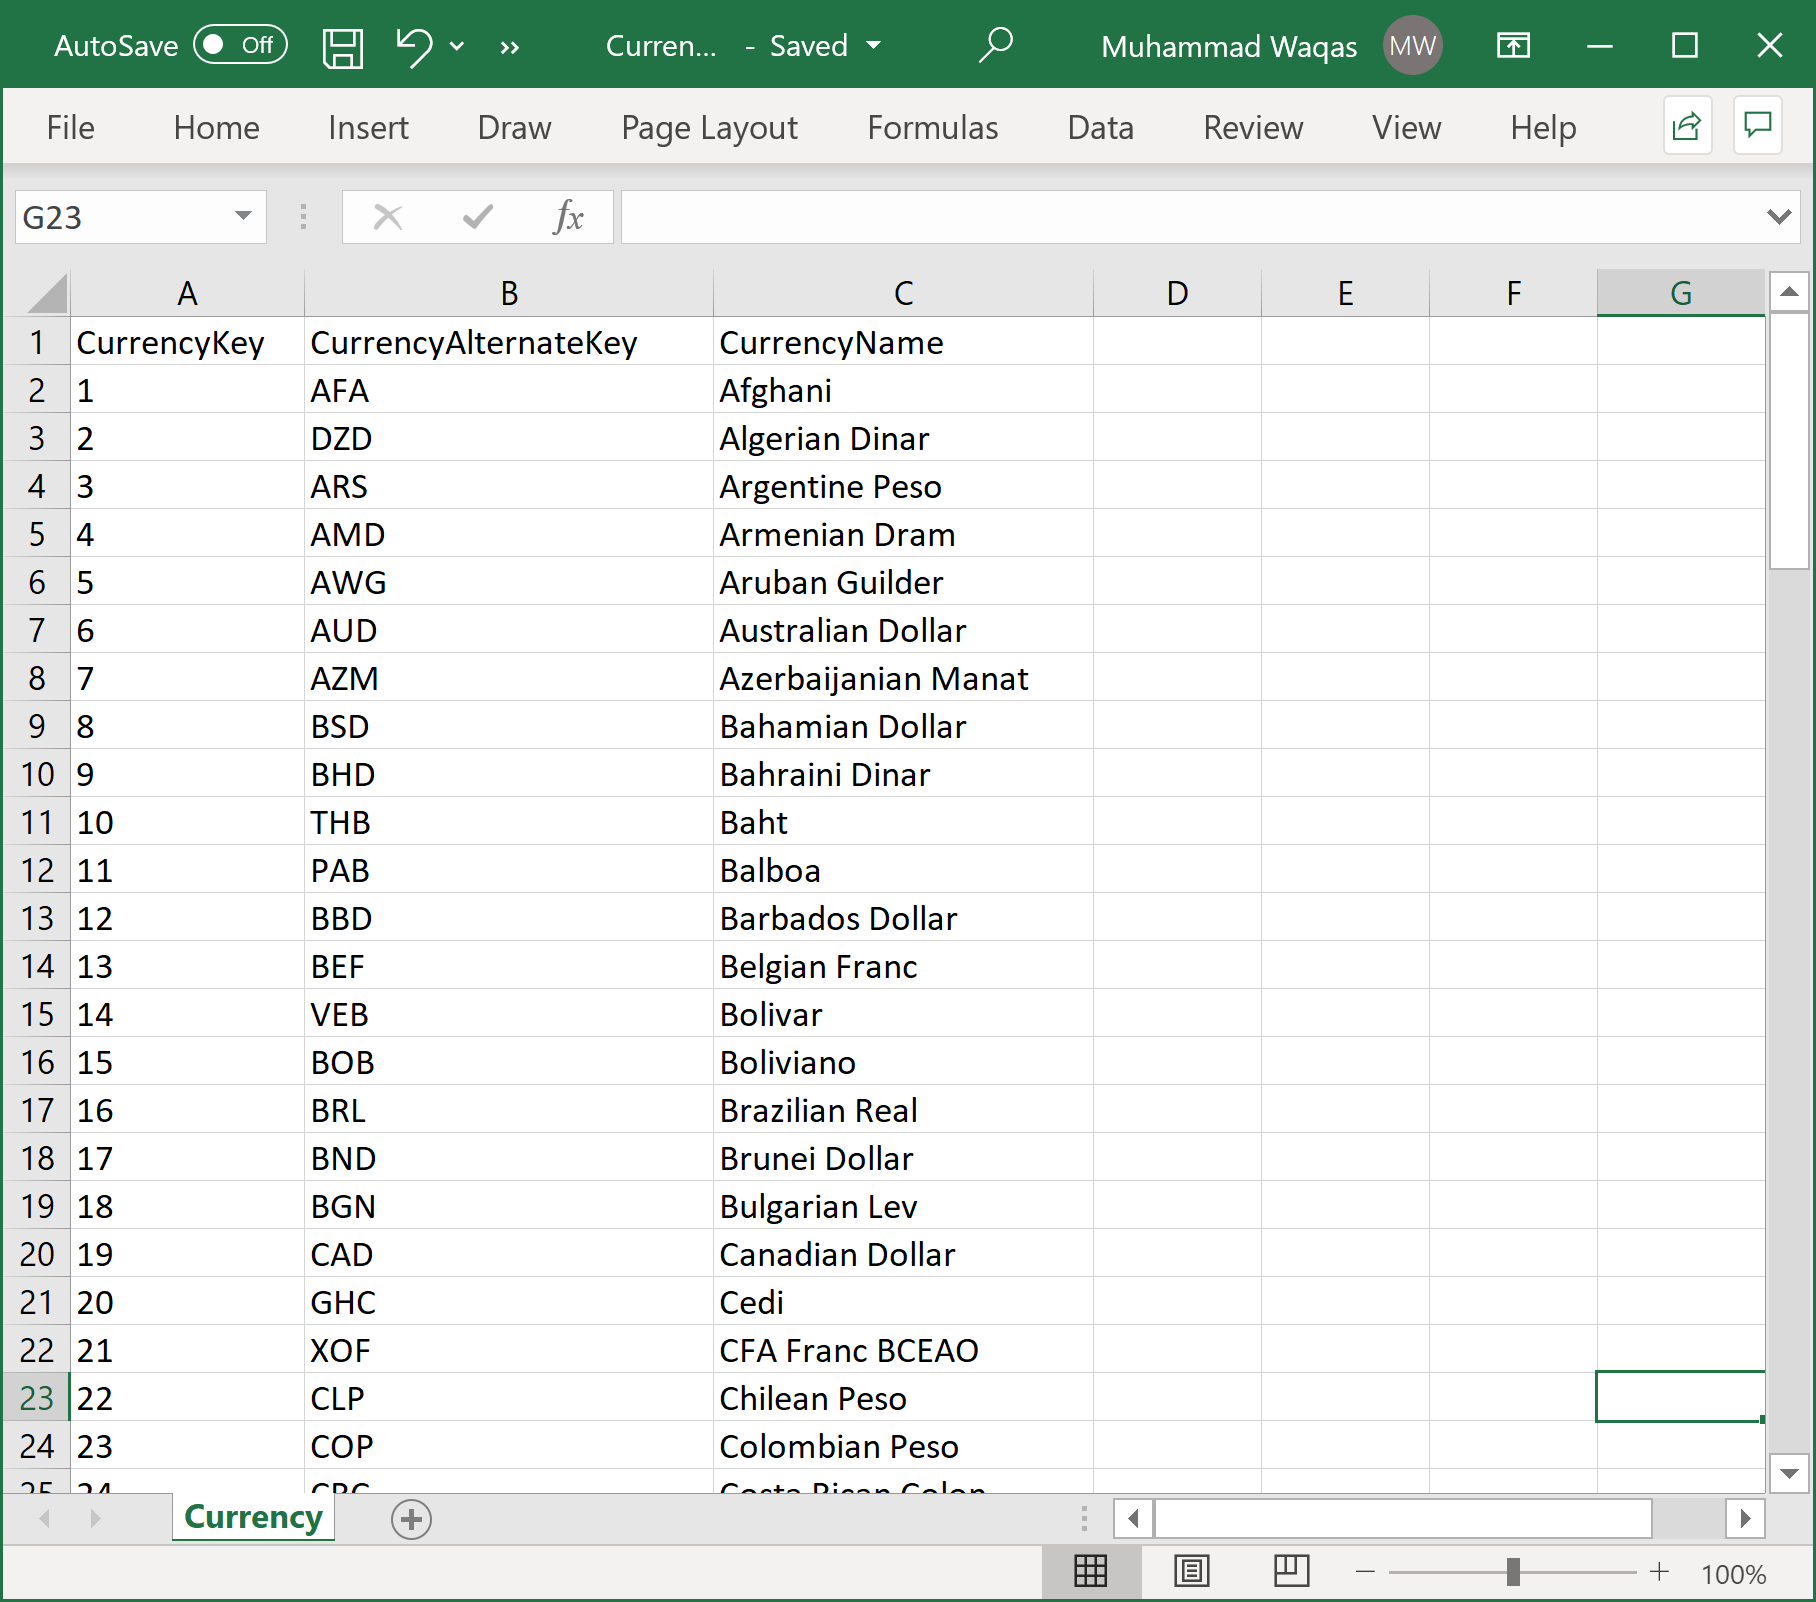 AutoSave Off Curren... - Saved Muhammad Waqas MW
File Home Insert Draw Page Layout Formulas Data Review View Help
G23 fx
A B C D E F G
1 CurrencyKey CurrencyAlternateKey CurrencyName
2 1 AFA Afghani
3 2 DZD Algerian Dinar
4 3 ARS Argentine Peso
5 4 AMD Armenian Dram
6 5 AWG Aruban Guilder
7 6 AUD Australian Dollar
8 7 AZM Azerbaijanian Manat
9 8 BSD Bahamian Dollar
10 9 BHD Bahraini Dinar
11 10 THB Baht
12 11 PAB Balboa
13 12 BBD Barbados Dollar
14 13 BEF Belgian Franc
15 14 VEB Bolivar
16 15 BOB Boliviano
17 16 BRL Brazilian Real
18 17 BND Brunei Dollar
19 18 BGN Bulgarian Lev
20 19 CAD Canadian Dollar
21 20 GHC Cedi
22 21 XOF CFA Franc BCEAO
23 22 CLP Chilean Peso
24 23 COP Colombian Peso
25 24 CRC Costa Rican Colon
Currency
100%